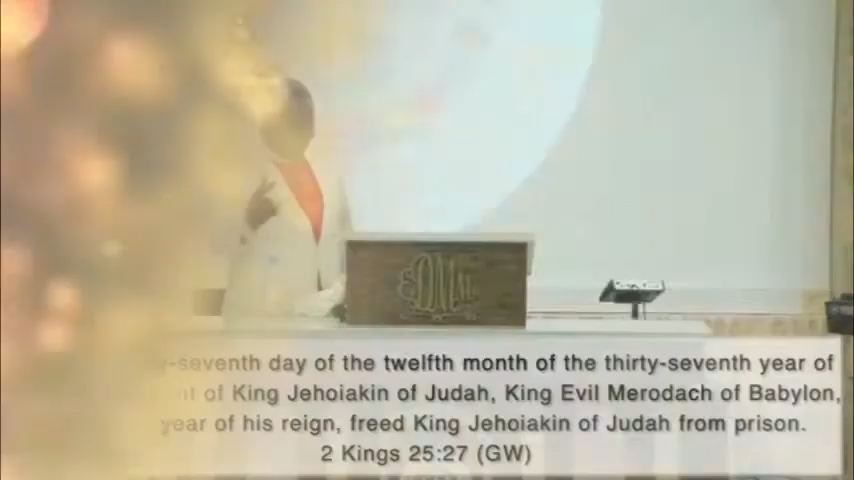 -seventh day of the twelfth month of the thirty-seventh year of
of King Jehoiakin of Judah, King Evil Merodach of Babylon,
year of his reign, freed King Jehoiakin of Judah from prison.
2 Kings 25:27 (GW)